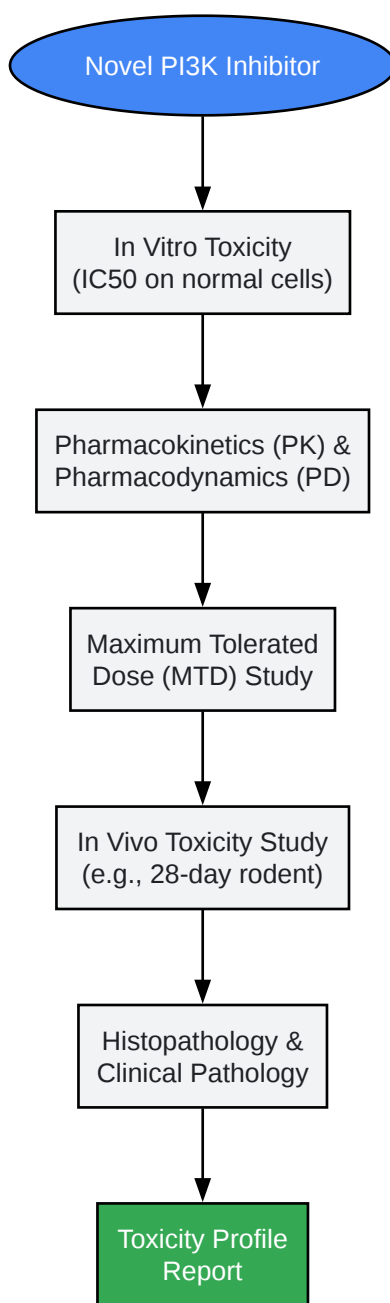 Novel PI3K Inhibitor
In Vitro Toxicity
(IC50 on normal cells)
Pharmacokinetics (PK) &
Pharmacodynamics (PD)
Maximum Tolerated
Dose (MTD) Study
In Vivo Toxicity Study
(e.g., 28-day rodent)
Histopathology &
Clinical Pathology
Toxicity Profile
Report